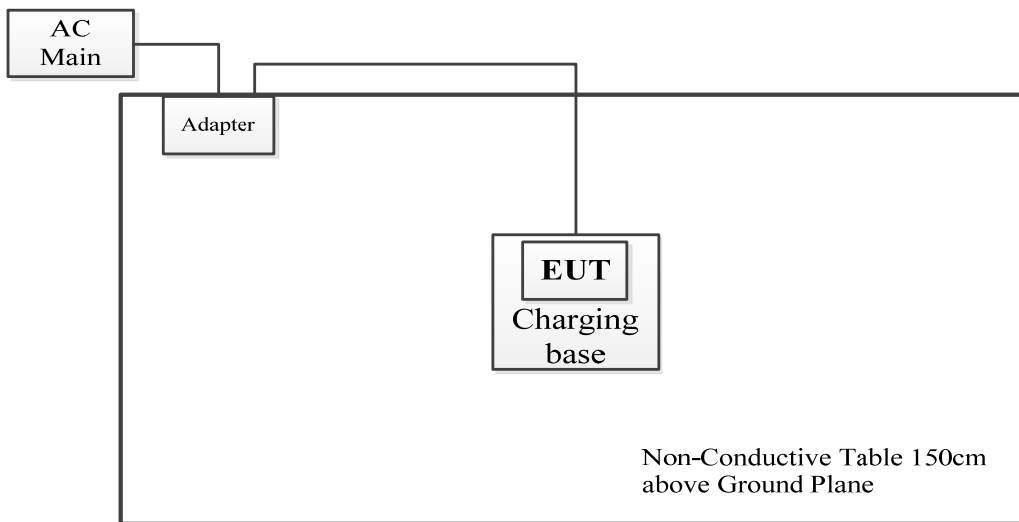 AC
Main
Adapter
EUT
Charging
base
Non-Conductive Table 150cm
above Ground Plane